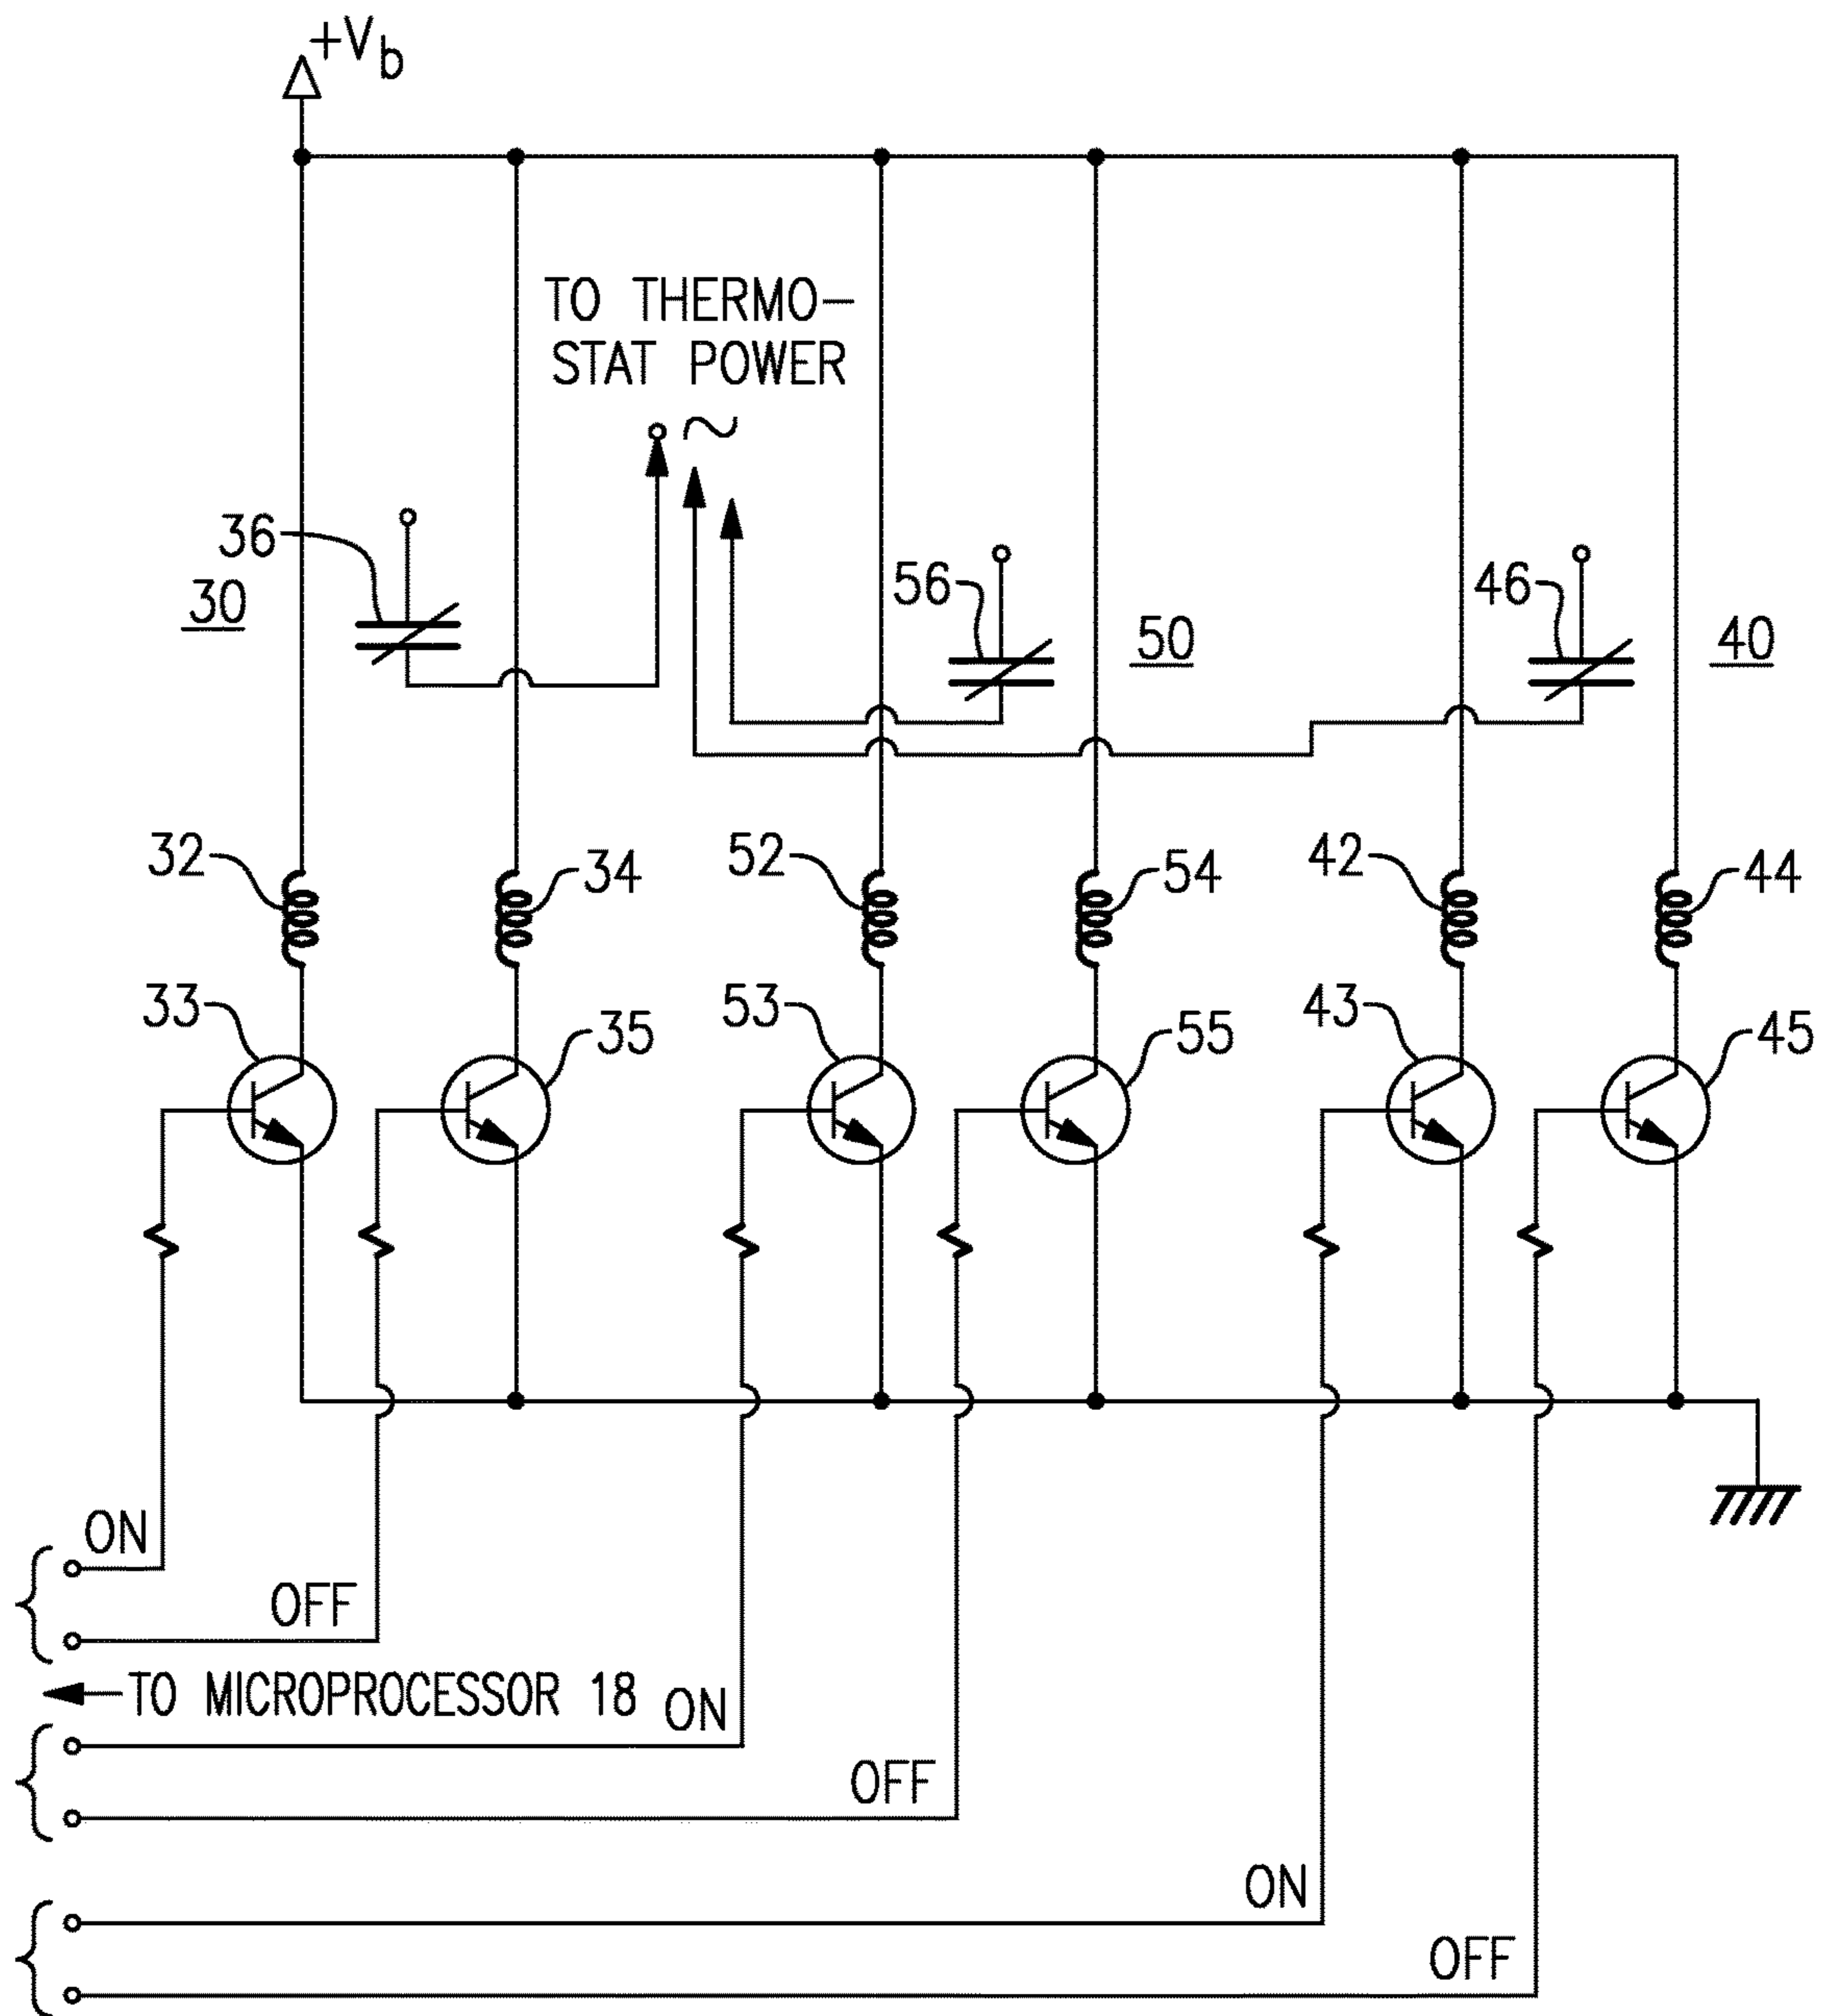 +Vb
TO THERMO-
STAT POWER
36
30
56
50
46
40
32
34
52
54
42
44
33
35
53
55
43
45
ON
OFF
TO MICROPROCESSOR 18
ON
OFF
ON
OFF